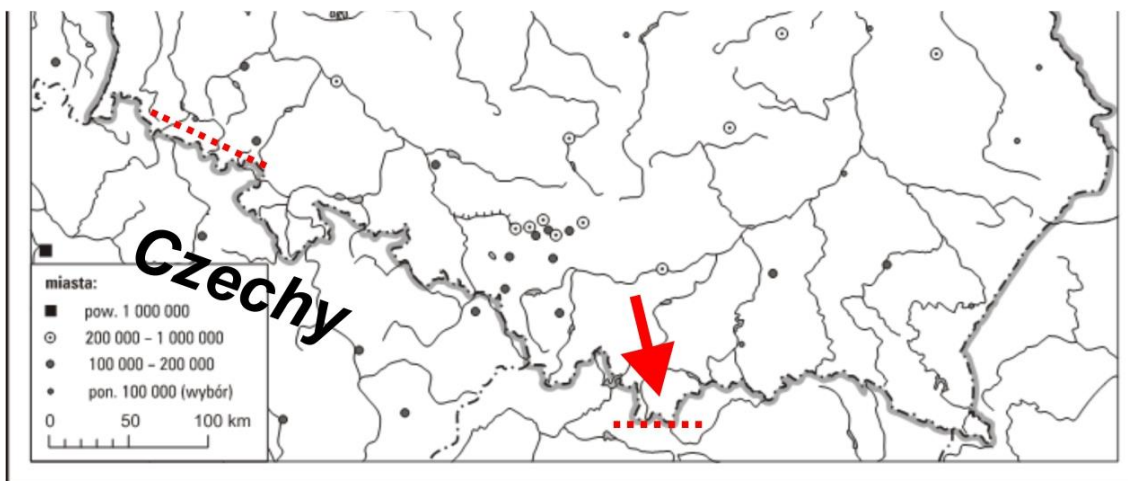 Czechy
miasta:
pow. 1 000 000
200 000 – 1 000 000
100 000 – 200 000
pon. 100 000 (wybór)
0 50 100 km